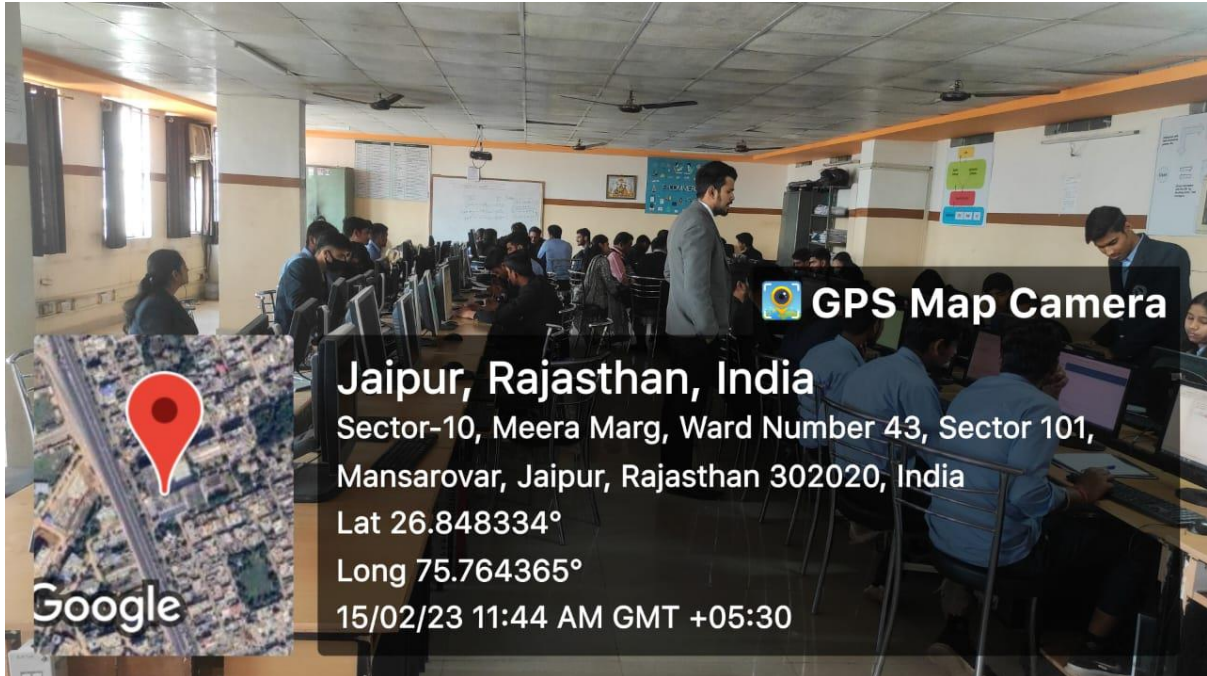 GPS Map Camera
Jaipur, Rajasthan, India
Sector-10, Meera Marg, Ward Number 43, Sector 101,
Mansarovar, Jaipur, Rajasthan 302020, India
Lat 26.848334°
Long 75.764365°
15/02/23 11:44 AM GMT +05:30
Google